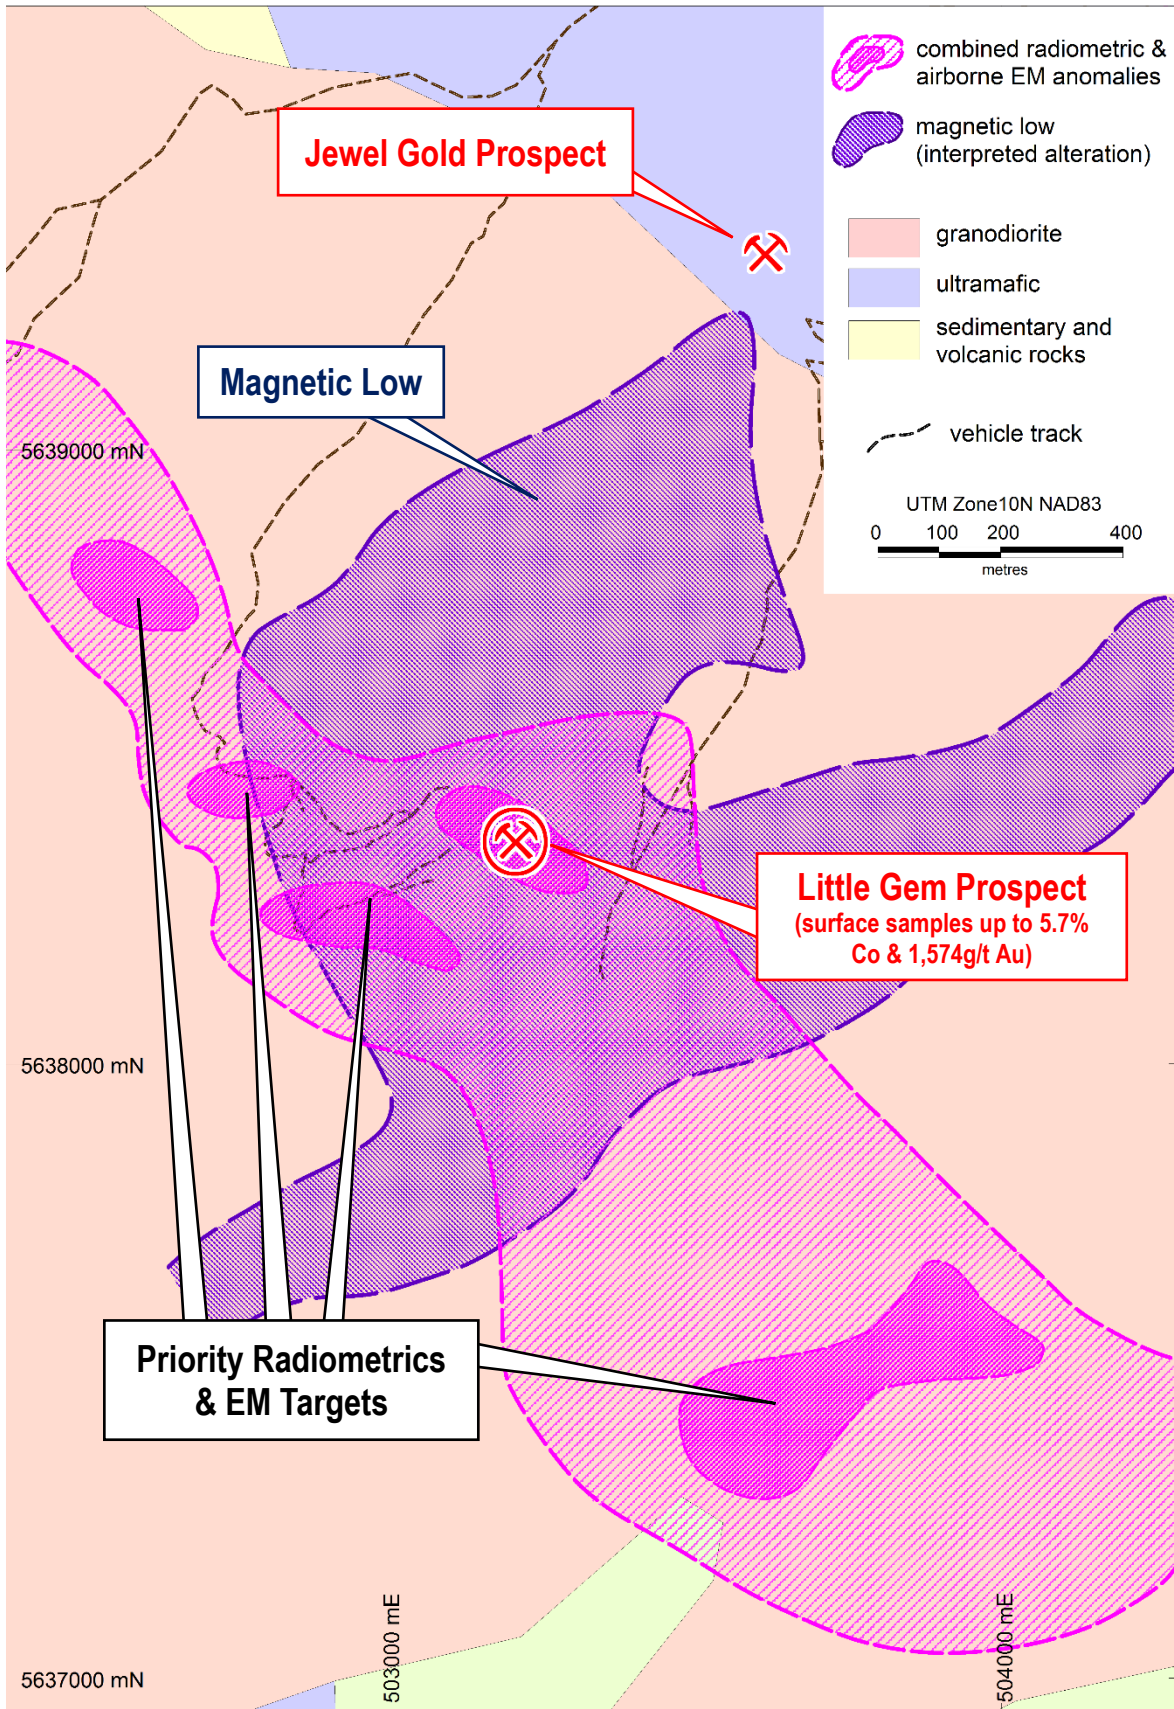 combined radiometric &
airborne EM anomalies
magnetic low
(interpreted alteration)
Jewel Gold Prospect
granodiorite
ultramafic
sedimentary and
volcanic rocks
Magnetic Low
vehicle track
5639000 mN
UTM Zone10N NAD83
0 100 200 400
metres
Little Gem Prospect
(surface samples up to 5.7%
Co & 1,574g/t Au)
5638000 mN
Priority Radiometrics
& EM Targets
503000 mE
504000 mE
5637000 mN